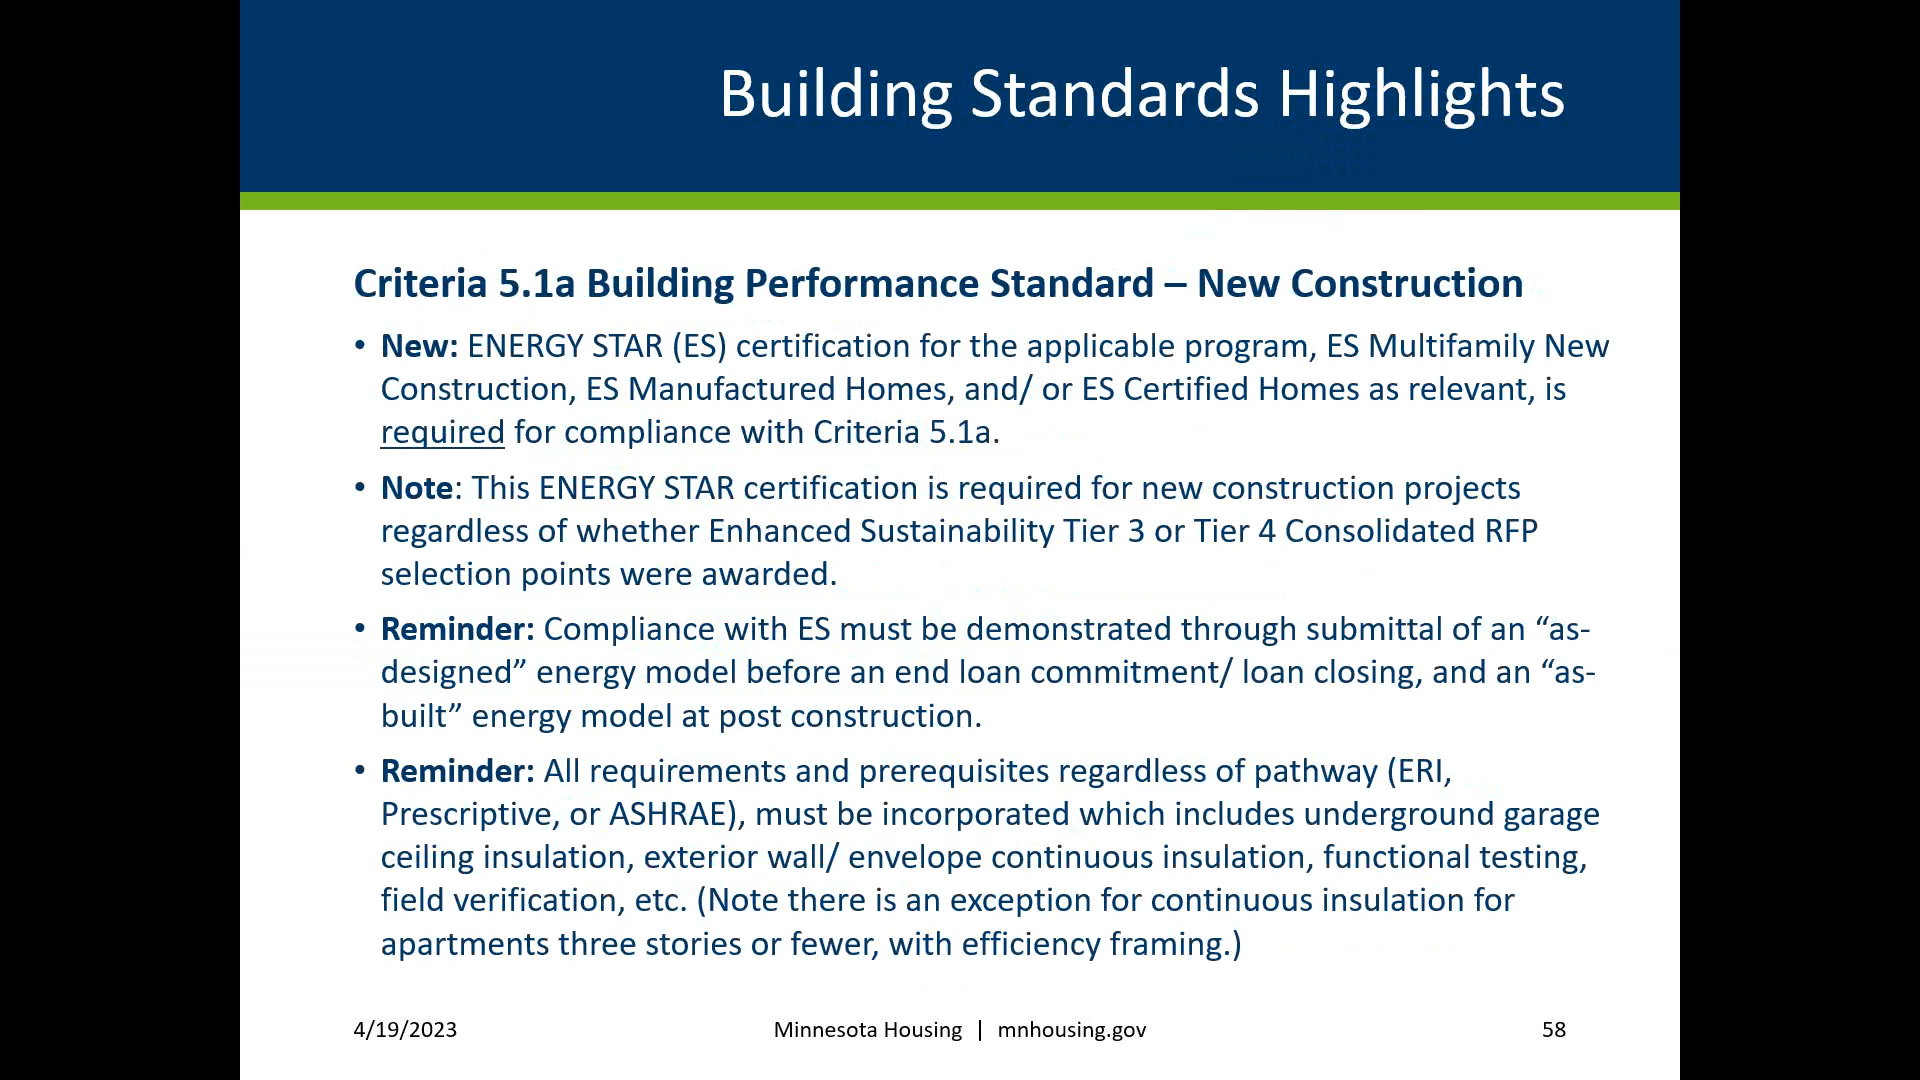 Building Standards Highlights
Criteria 5.1a Building Performance Standard – New Construction
• New: ENERGY STAR (ES) certification for the applicable program, ES Multifamily New
Construction, ES Manufactured Homes, and/ or ES Certified Homes as relevant, is
required for compliance with Criteria 5.1a.
• Note: This ENERGY STAR certification is required for new construction projects
regardless of whether Enhanced Sustainability Tier 3 or Tier 4 Consolidated RFP
selection points were awarded.
• Reminder: Compliance with ES must be demonstrated through submittal of an “as-
designed” energy model before an end loan commitment/ loan closing, and an “as-
built” energy model at post construction.
• Reminder: All requirements and prerequisites regardless of pathway (ERI,
Prescriptive, or ASHRAE), must be incorporated which includes underground garage
ceiling insulation, exterior wall/ envelope continuous insulation, functional testing,
field verification, etc. (Note there is an exception for continuous insulation for
apartments three stories or fewer, with efficiency framing.)
4/19/2023
Minnesota Housing | mnhousing.gov
58